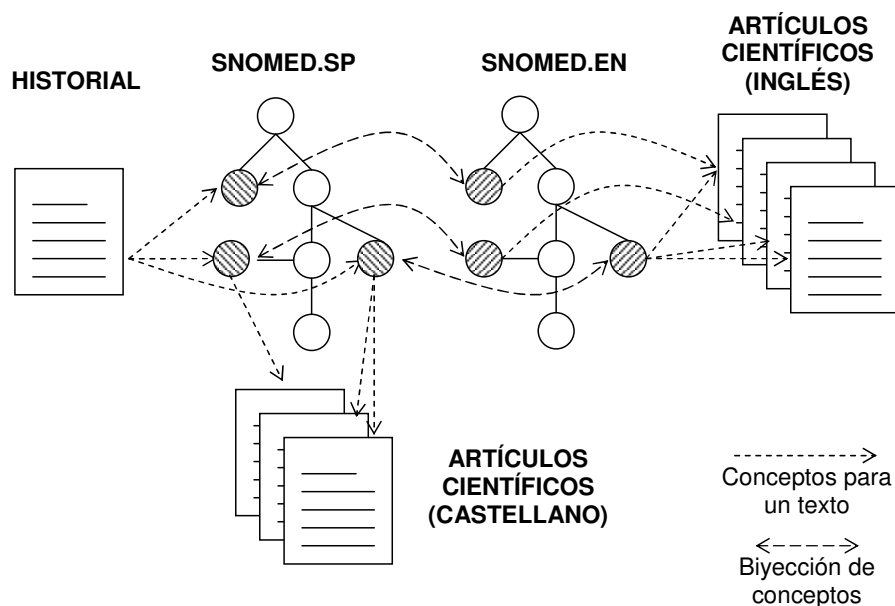 HISTORIAL
SNOMED.SP
SNOMED.EN
ARTÍCULOS
CIENTÍFICOS
(INGLÉS)
ARTÍCULOS
CIENTÍFICOS
(CASTELLANO)
Conceptos para
un texto
Biyección de
conceptos